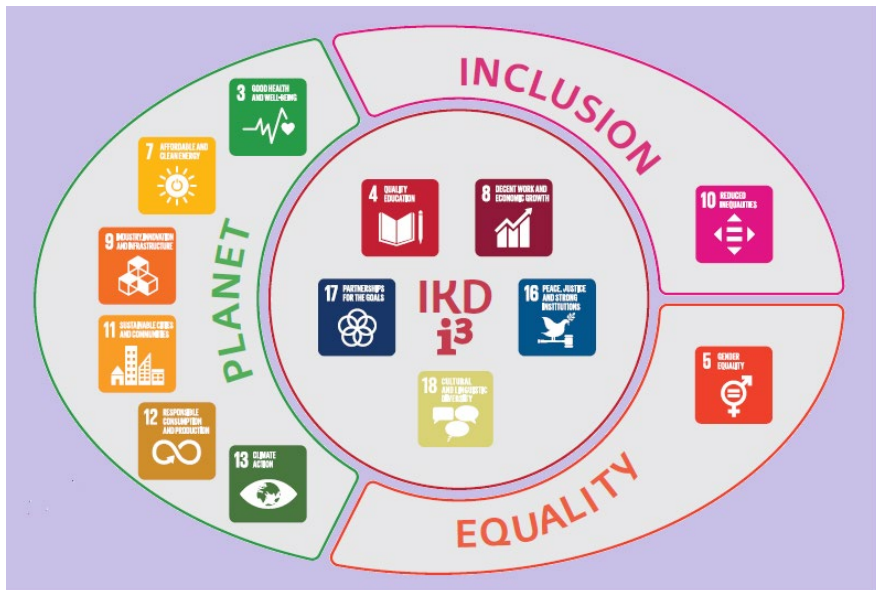 INCLUSION
3 GOOD HEALTH
AND WELL-BEING
7 AFFORDABLE AND
CLEAN ENERGY
9 INDUSTRY, INNOVATION
AND INFRASTRUCTURE
11 SUSTAINABLE CITIES
AND COMMUNITIES
12 RESPONSIBLE
CONSUMPTION
AND PRODUCTION
13 CLIMATE
ACTION
PLANET
4 QUALITY
EDUCATION
8 DECENT WORK AND
ECONOMIC GROWTH
17 PARTNERSHIPS
FOR THE GOALS
IKD
i³
16 PEACE, JUSTICE
AND STRONG
INSTITUTIONS
18 CULTURAL
AND LINGUISTIC
DIVERSITY
10 REDUCED
INEQUALITIES
5 GENDER
EQUALITY
EQUALITY